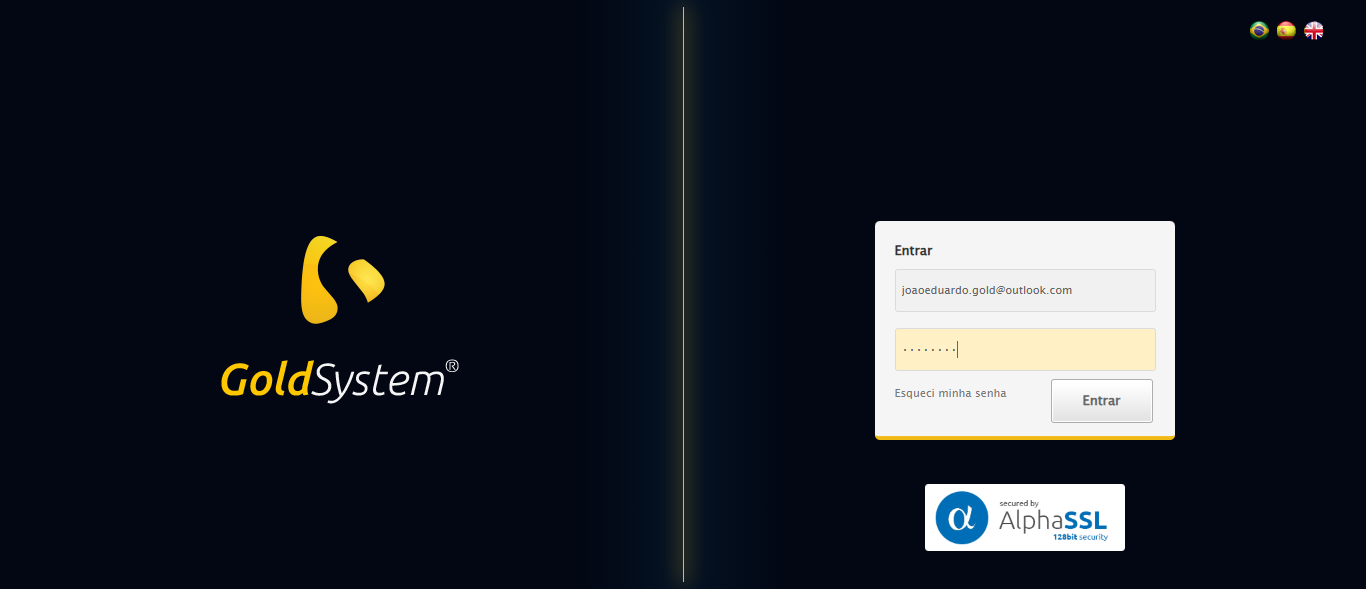 GoldSystem®
Entrar
joaoeduardo.gold@outlook.com
········
Esqueci minha senha
Entrar
α
secured by
AlphaSSL
128bit security